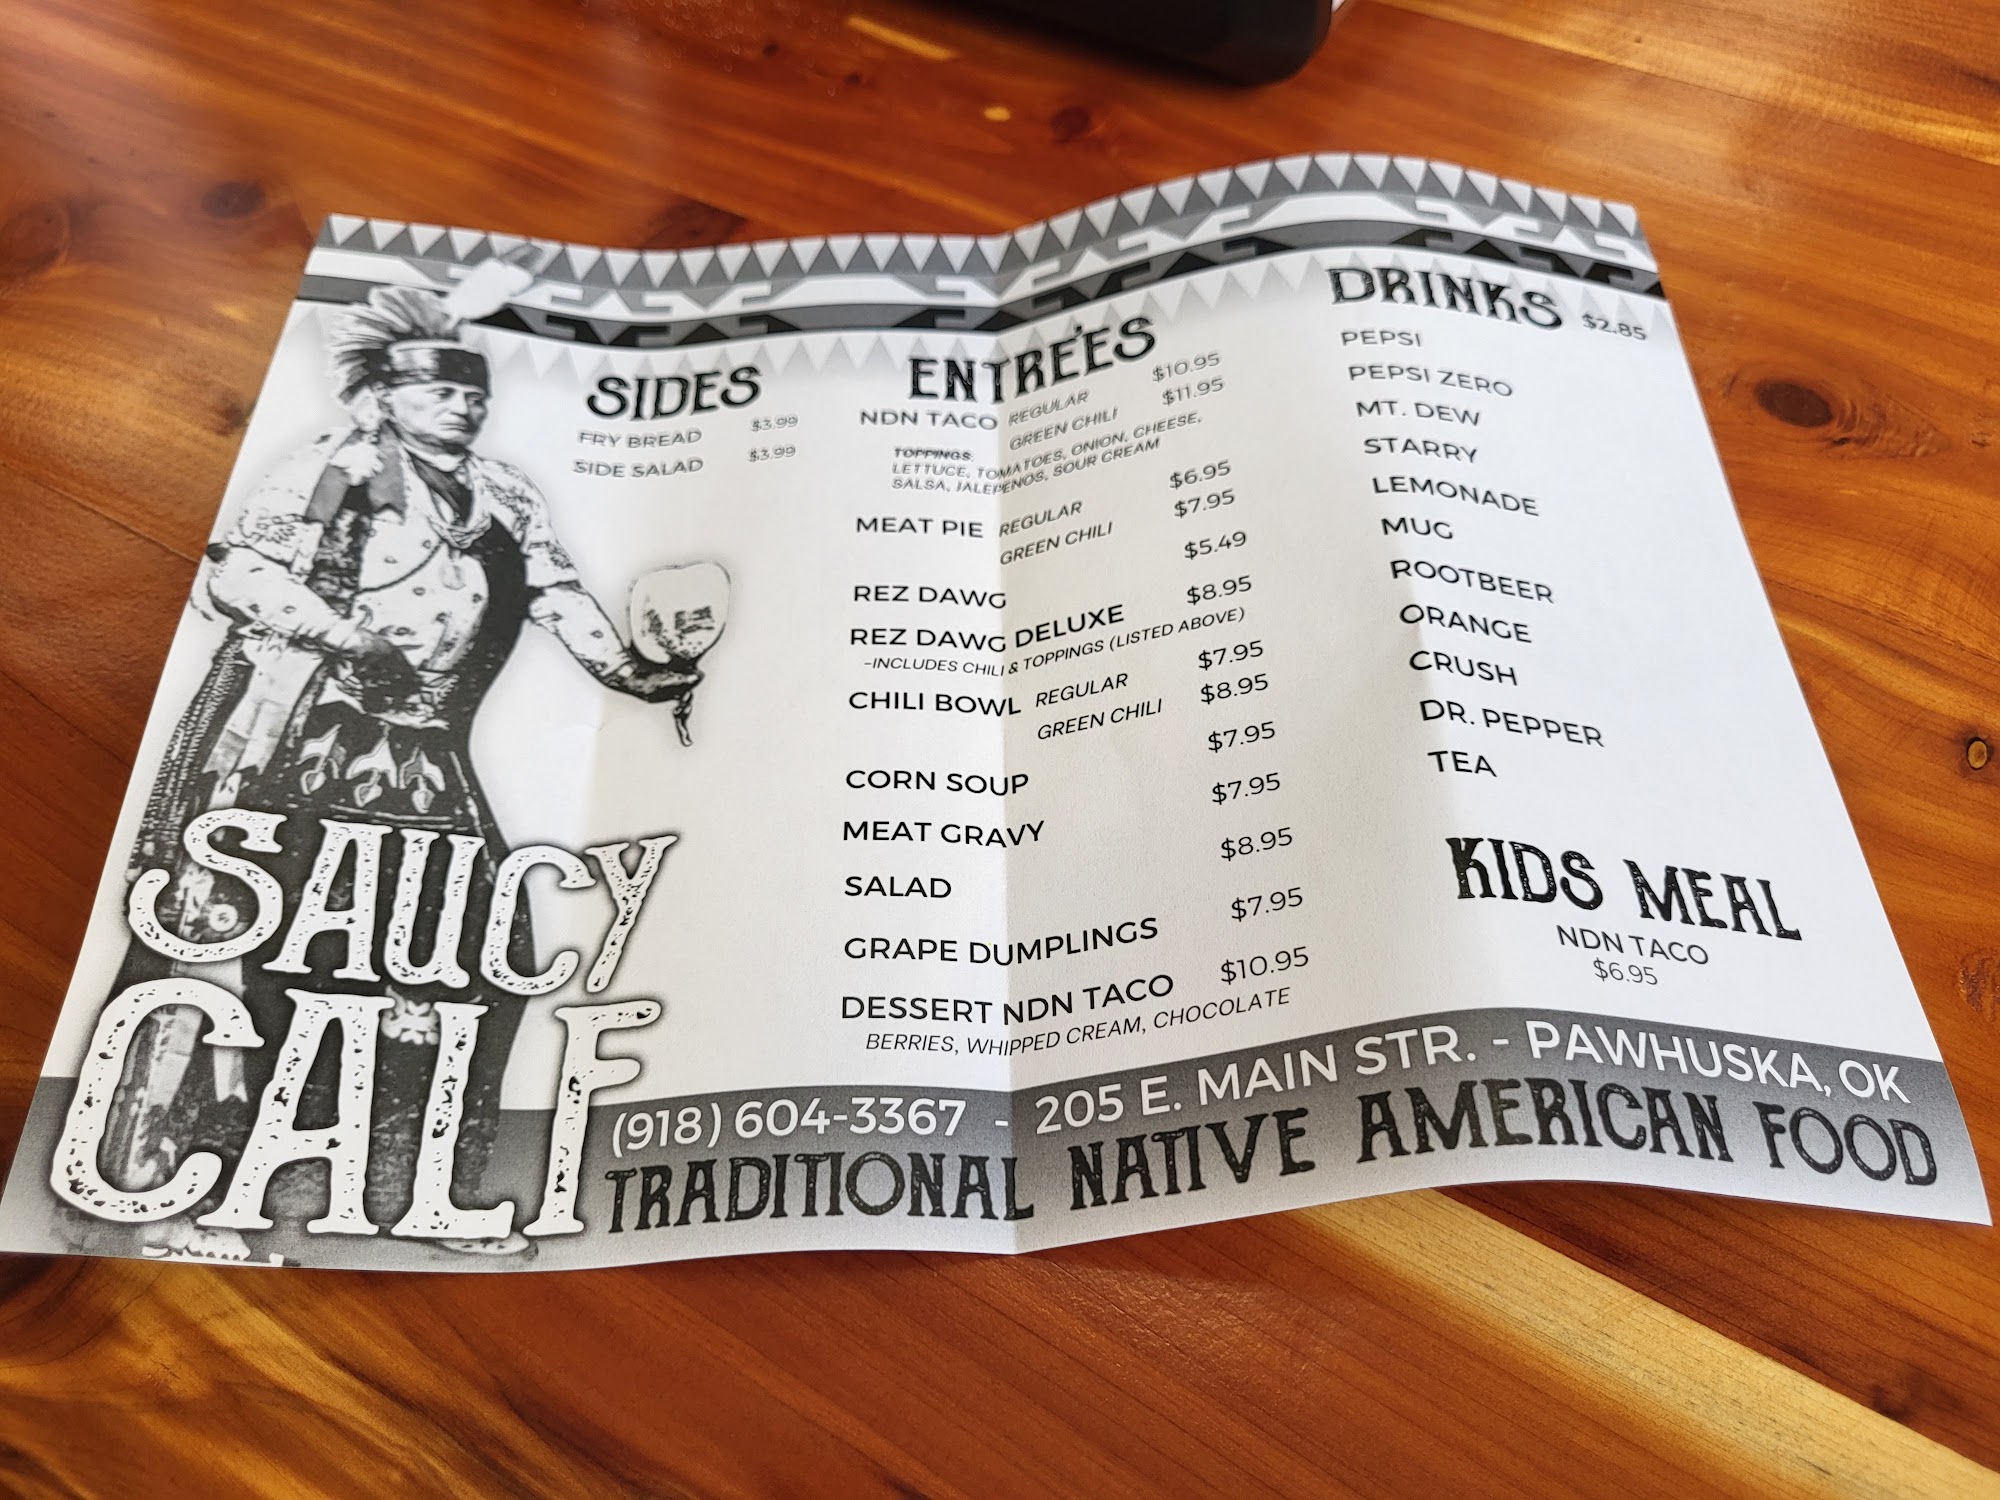 SIDES
FRY BREAD $3.99
SIDE SALAD $3.99
ENTREÉS
NDN TACO REGULAR $10.95
GREEN CHILI $11.95
TOPPINGS:
LETTUCE, TOMATOES, ONION, CHEESE,
SALSA, JALEPENOS, SOUR CREAM
MEAT PIE REGULAR $6.95
GREEN CHILI $7.95
REZ DAWG $5.49
REZ DAWG DELUXE $8.95
-INCLUDES CHILI & TOPPINGS (LISTED ABOVE)
CHILI BOWL REGULAR $7.95
GREEN CHILI $8.95
CORN SOUP $7.95
MEAT GRAVY $7.95
SALAD $8.95
GRAPE DUMPLINGS $7.95
DESSERT NDN TACO $10.95
BERRIES, WHIPPED CREAM, CHOCOLATE
DRINKS $2.85
PEPSI
PEPSI ZERO
MT. DEW
STARRY
LEMONADE
MUG
ROOTBEER
ORANGE
CRUSH
DR. PEPPER
TEA
KIDS MEAL
NDN TACO
$6.95
SAUCY
CALF
(918) 604-3367 - 205 E. MAIN STR. - PAWHUSKA, OK
TRADITIONAL NATIVE AMERICAN FOOD